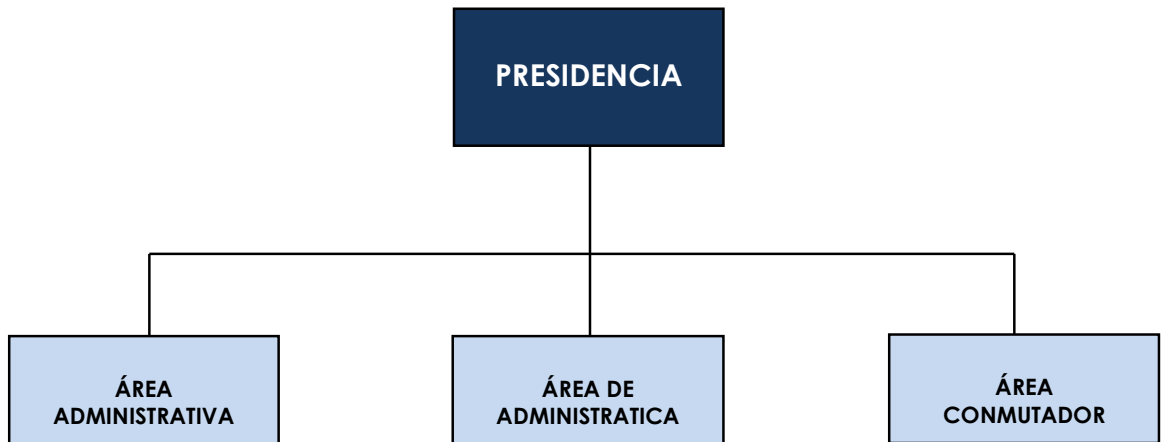 PRESIDENCIA
ÁREA
ADMINISTRATIVA
ÁREA DE
ADMINISTRATICA
ÁREA
CONMUTADOR